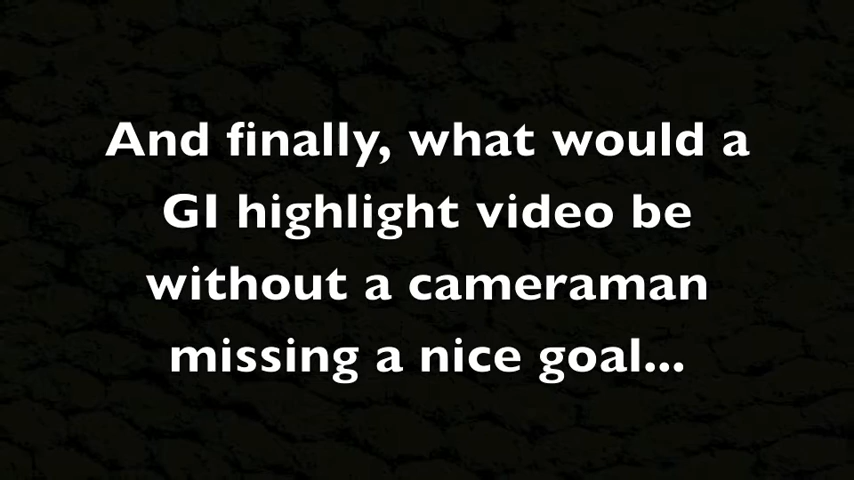 And finally, what would a
GI highlight video be
without a cameraman
missing a nice goal...